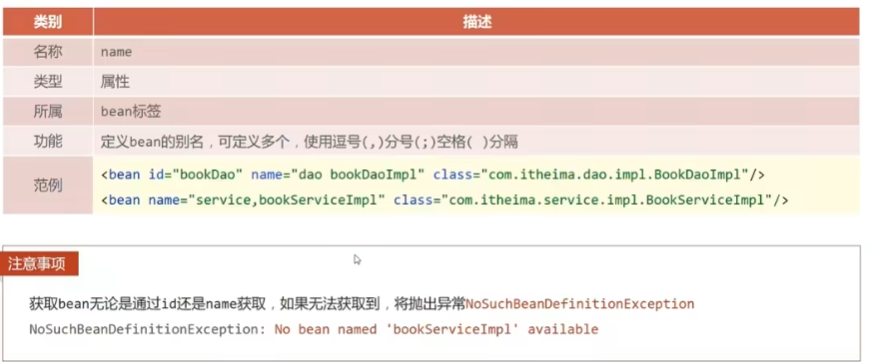 类别 描述
名称 name
类型 属性
所属 bean标签
功能 定义bean的别名，可定义多个，使用逗号(,)分号(;)空格( )分隔
范例 <bean id="bookDao" name="dao bookDaoImpl" class="com.itheima.dao.impl.BookDaoImpl"/>
<bean name="service,bookServiceImpl" class="com.itheima.service.impl.BookServiceImpl"/>
注意事项
获取bean无论是通过id还是name获取，如果无法获取到，将抛出异常NoSuchBeanDefinitionException
NoSuchBeanDefinitionException: No bean named 'bookServiceImpl' available